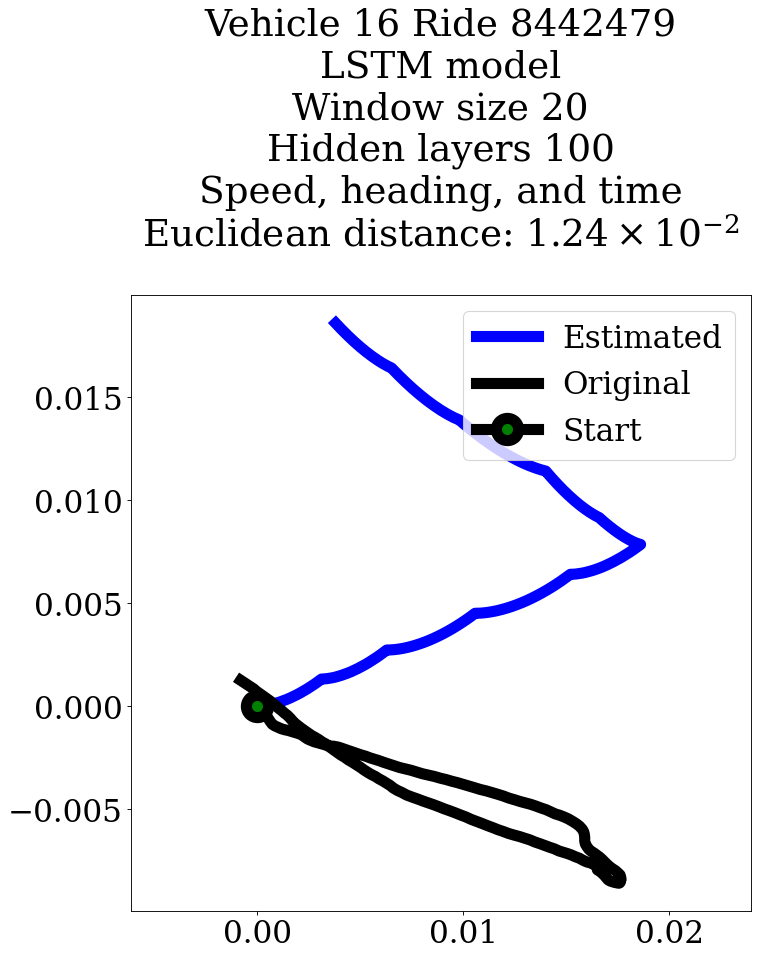 Vehicle 16 Ride 8442479
LSTM model
Window size 20
Hidden layers 100
Speed, heading, and time
Euclidean distance: 1.24 × 10⁻²
Estimated
Original
Start
0.015
0.010
0.005
0.000
−0.005
0.00 0.01 0.02